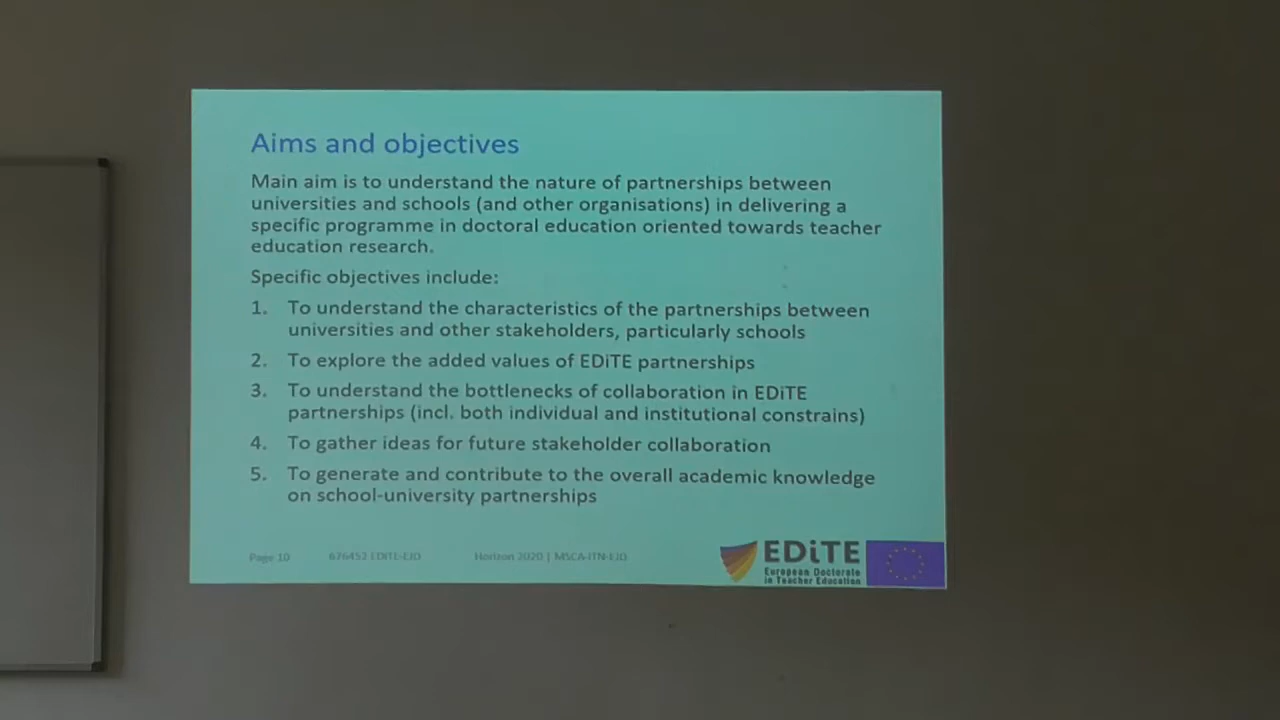 Aims and objectives
Main aim is to understand the nature of partnerships between
universities and schools (and other organisations) in delivering a
specific programme in doctoral education oriented towards teacher
education research.
Specific objectives include:
1. To understand the characteristics of the partnerships between
universities and other stakeholders, particularly schools
2. To explore the added values of EDiTE partnerships
3. To understand the bottlenecks of collaboration in EDiTE
partnerships (incl. both individual and institutional constrains)
4. To gather ideas for future stakeholder collaboration
5. To generate and contribute to the overall academic knowledge
on school-university partnerships
Page 10 676452 EDiTE-EJD Horizon 2020 | MSCA-ITN-EJD
EDiTE
European Doctorate
in Teacher Education